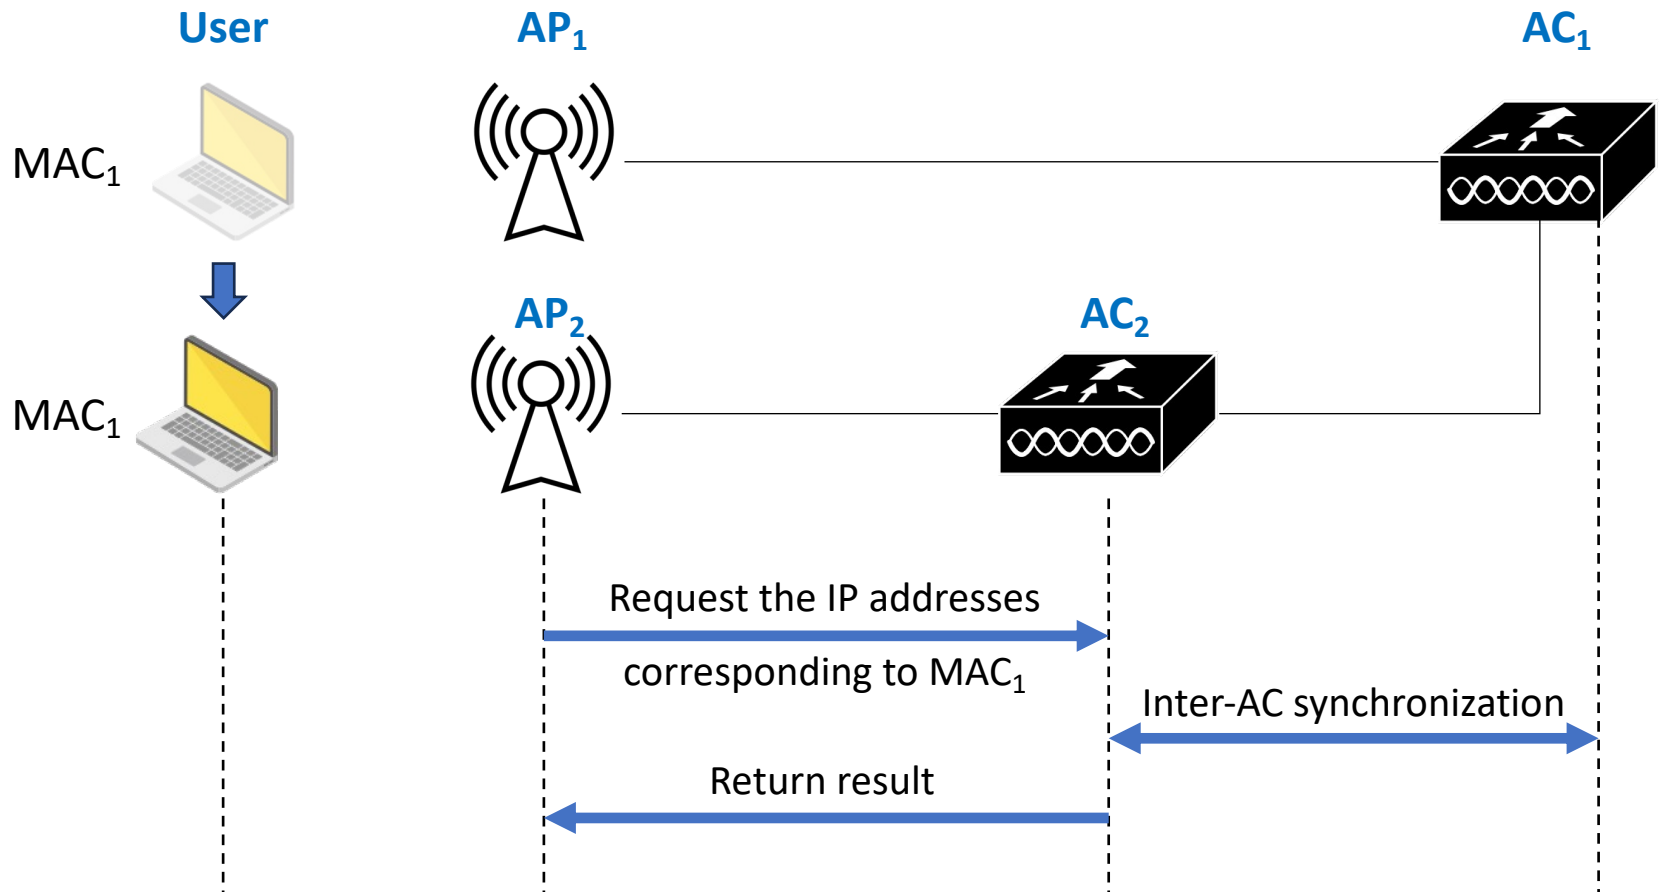 User
AP₁
AC₁
MAC₁
AP₂
AC₂
MAC₁
Request the IP addresses
corresponding to MAC₁
Inter-AC synchronization
Return result